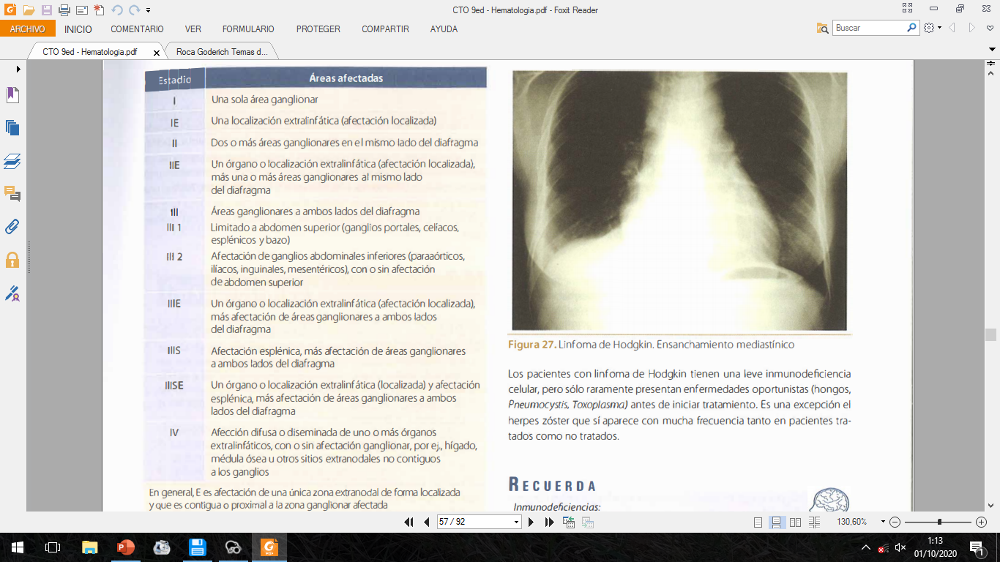 CTO 9ed - Hematologia.pdf - Foxit Reader
ARCHIVO INICIO COMENTARIO VER FORMULARIO PROTEGER COMPARTIR AYUDA
Buscar
CTO 9ed - Hematologia.pdf x
Roca Goderich Temas d...
Estadio Áreas afectadas
I Una sola área ganglionar
IE Una localización extralinfática (afectación localizada)
II Dos o más áreas ganglionares en el mismo lado del diafragma
IIE Un órgano o localización extralinfática (afectación localizada),
más una o más áreas ganglionares al mismo lado
del diafragma
III Áreas ganglionares a ambos lados del diafragma
III 1 Limitado a abdomen superior (ganglios portales, celíacos,
esplénicos y bazo)
III 2 Afectación de ganglios abdominales inferiores (paraaórticos,
ilíacos, inguinales, mesentéricos), con o sin afectación
de abdomen superior
IIIE Un órgano o localización extralinfática (afectación localizada),
más afectación de áreas ganglionares a ambos lados
del diafragma
IIIS Afectación esplénica, más afectación de áreas ganglionares
a ambos lados del diafragma
IIISE Un órgano o localización extralinfática (localizada) y afectación
esplénica, más afectación de áreas ganglionares a ambos
lados del diafragma
IV Afección difusa o diseminada de uno o más órganos
extralinfáticos, con o sin afectación ganglionar, por ej., hígado,
médula ósea u otros sitios extranodales no contiguos
a los ganglios
En general, E es afectación de una única zona extranodal de forma localizada
y que es contigua o proximal a la zona ganglionar afectada
Figura 27. Linfoma de Hodgkin. Ensanchamiento mediastínico
Los pacientes con linfoma de Hodgkin tienen una leve inmunodeficiencia
celular, pero sólo raramente presentan enfermedades oportunistas (hongos,
Pneumocystis, Toxoplasma) antes de iniciar tratamiento. Es una excepción el
herpes zóster que sí aparece con mucha frecuencia tanto en pacientes tra-
tados como no tratados.
RECUERDA
Inmunodeficiencias:
57 / 92
130,60%
1:13
01/10/2020
1